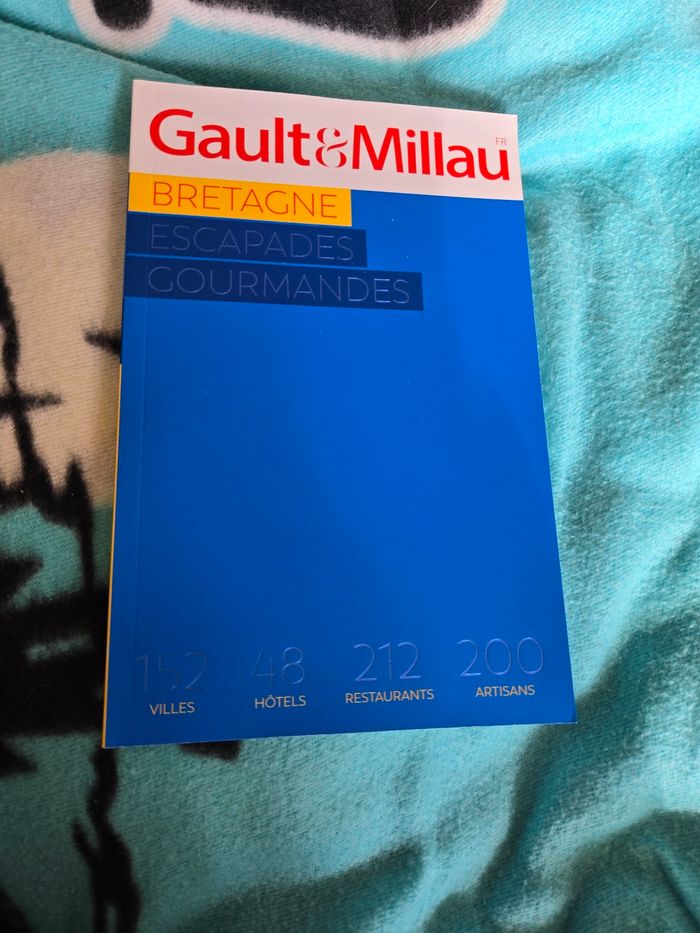 Gault&Millau
.FR
BRETAGNE
ESCAPADES
GOURMANDES
152 48 212 200
VILLES HÔTELS RESTAURANTS ARTISANS